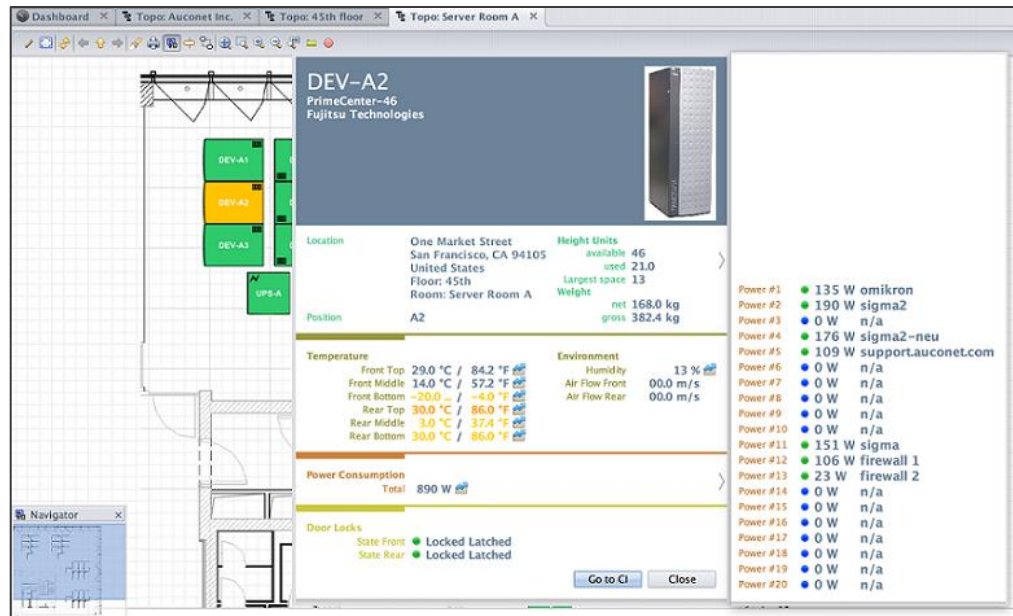 Dashboard
Topo: Auconet Inc.
Topo: 45th floor
Topo: Server Room A
DEV-A1
DEV-A2
DEV-A3
UPS-A
Navigator
DEV-A2
PrimeCenter-46
Fujitsu Technologies
Location One Market Street
San Francisco, CA 94105
United States
Floor: 45th
Room: Server Room A
Position A2
Height Units
available 46
used 21.0
Largest space 13
Weight
net 168.0 kg
gross 382.4 kg
Temperature
Front Top 29.0 °C / 84.2 °F
Front Middle 14.0 °C / 57.2 °F
Front Bottom -20.0 ... / -4.0 °F
Rear Top 30.0 °C / 86.0 °F
Rear Middle 3.0 °C / 37.4 °F
Rear Bottom 30.0 °C / 86.0 °F
Environment
Humidity 13 %
Air Flow Front 00.0 m/s
Air Flow Rear 00.0 m/s
Power Consumption
Total 890 W
Door Locks
State Front Locked Latched
State Rear Locked Latched
Go to CI
Close
Power #1 135 W omikron
Power #2 190 W sigma2
Power #3 0 W n/a
Power #4 176 W sigma2-neu
Power #5 109 W support.auconet.com
Power #6 0 W n/a
Power #7 0 W n/a
Power #8 0 W n/a
Power #9 0 W n/a
Power #10 0 W n/a
Power #11 151 W sigma
Power #12 106 W firewall 1
Power #13 23 W firewall 2
Power #14 0 W n/a
Power #15 0 W n/a
Power #16 0 W n/a
Power #17 0 W n/a
Power #18 0 W n/a
Power #19 0 W n/a
Power #20 0 W n/a